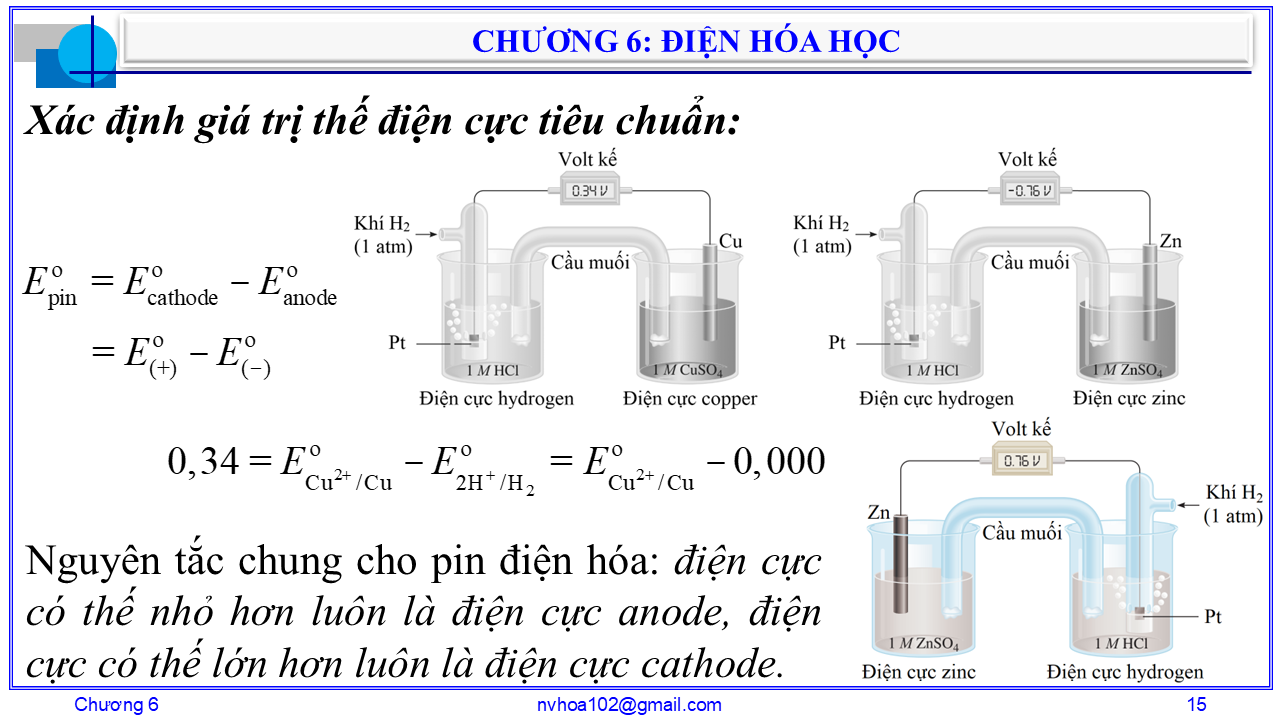 CHƯƠNG 6: ĐIỆN HÓA HỌC
Xác định giá trị thế điện cực tiêu chuẩn:
E°pin = E°cathode – E°anode
= E°(+) – E°(–)
Volt kế
0.34 V
Khí H₂
(1 atm)
Cu
Cầu muối
Pt
1 M HCl
1 M CuSO₄
Điện cực hydrogen
Điện cực copper
Volt kế
-0.76 V
Khí H₂
(1 atm)
Zn
Cầu muối
Pt
1 M HCl
1 M ZnSO₄
Điện cực hydrogen
Điện cực zinc
0,34 = E°Cu²⁺/Cu – E°2H⁺/H₂ = E°Cu²⁺/Cu – 0,000
Volt kế
0.76 V
Zn
Khí H₂
(1 atm)
Cầu muối
Pt
1 M ZnSO₄
1 M HCl
Điện cực zinc
Điện cực hydrogen
Nguyên tắc chung cho pin điện hóa: điện cực
có thế nhỏ hơn luôn là điện cực anode, điện
cực có thế lớn hơn luôn là điện cực cathode.
Chương 6
nvhoa102@gmail.com
15